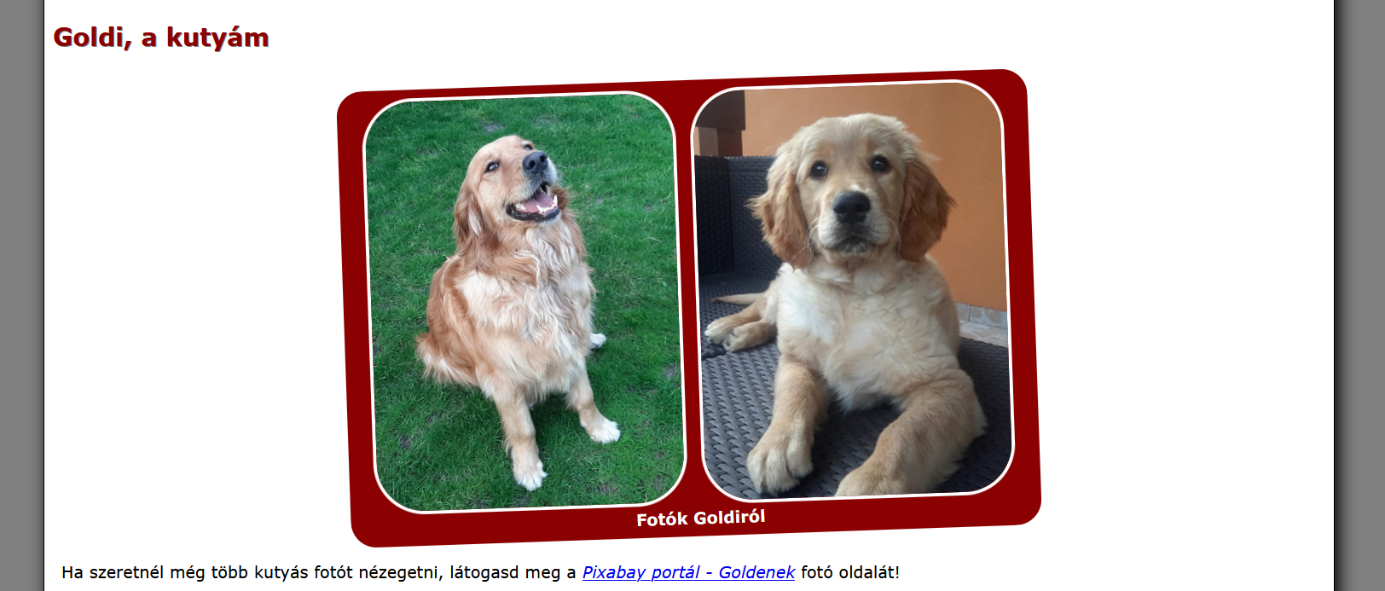 Goldi, a kutyám
Fotók Goldiról
Ha szeretnél még több kutyás fotót nézegetni, látogasd meg a Pixabay portál - Goldenek fotó oldalát!